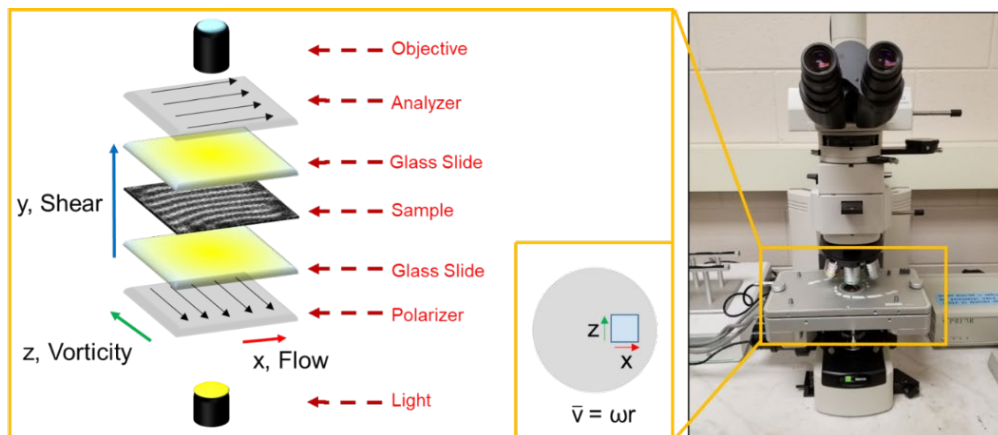 Objective
Analyzer
Glass Slide
y, Shear
Sample
Glass Slide
Polarizer
z, Vorticity
x, Flow
Light
z
x
v̄ = ωr